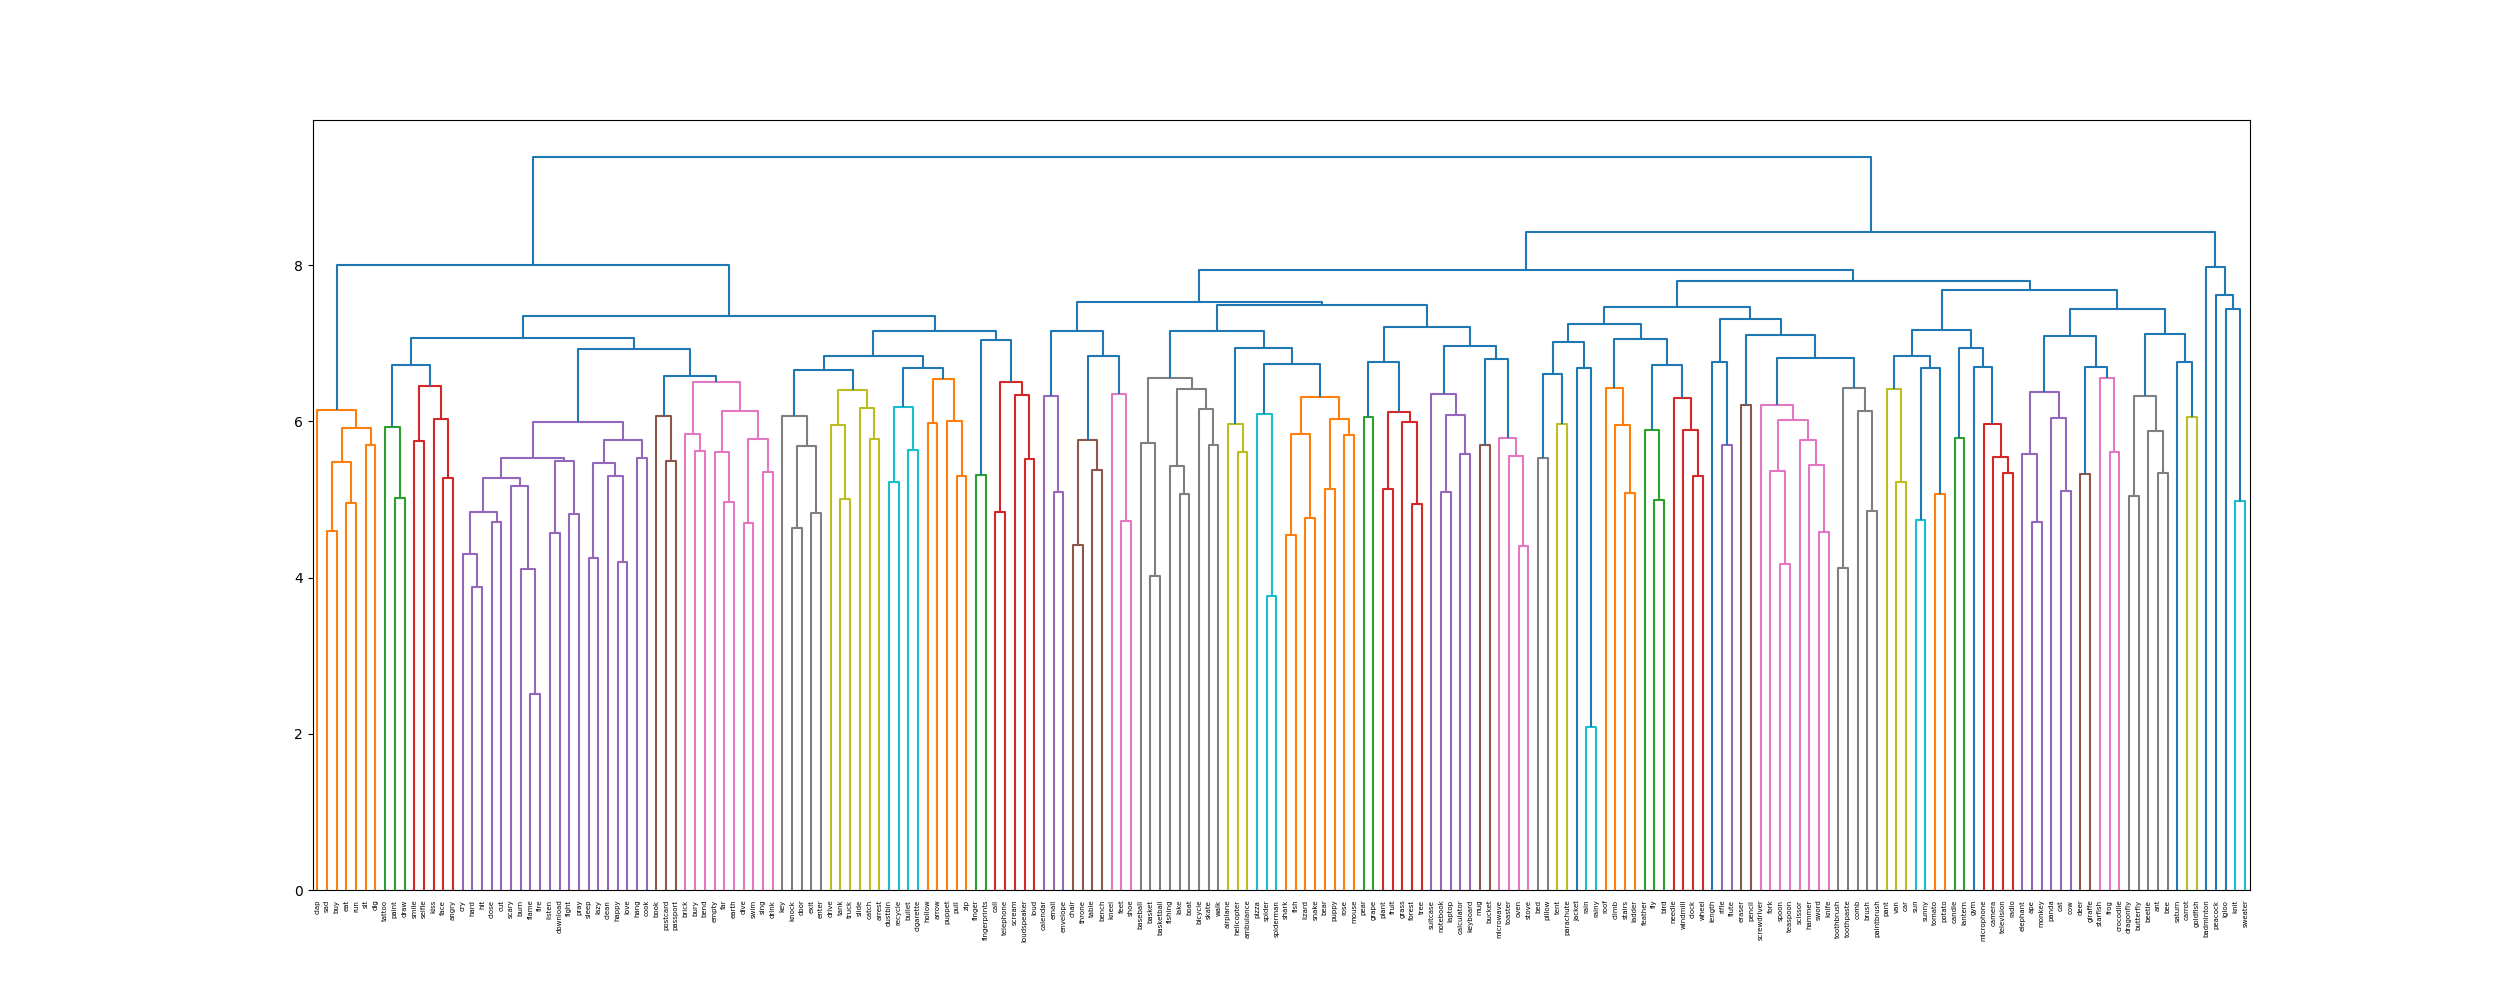 8
6
4
2
0
clap
sad
buy
eat
run
sit
dig
tattoo
paint
draw
smile
selfie
kiss
face
angry
cry
hard
hit
close
cut
scary
burn
flame
fire
listen
download
fight
pray
sleep
lazy
clean
happy
love
hang
cook
book
postcard
passport
brick
bury
bend
empty
far
earth
dive
swim
sing
drink
key
knock
door
exit
enter
drive
tank
truck
slide
catch
arrest
dustbin
recycle
bullet
cigarette
hollow
arrow
puppet
pull
zip
finger
fingerprints
call
telephone
scream
loudspeaker
loud
calendar
email
envelope
chair
throne
table
bench
kneel
feet
shoe
baseball
basket
basketball
fishing
lake
boat
bicycle
skate
walk
airplane
helicopter
ambulance
pizza
spider
spiderman
shark
fish
lizard
snake
bear
puppy
nose
mouse
pear
grape
plant
fruit
grass
forest
tree
suitcase
notebook
laptop
calculator
keyboard
mug
bucket
microwave
toaster
oven
stove
bed
pillow
tent
parachute
jacket
rain
rainy
roof
climb
stairs
ladder
feather
fly
bird
needle
windmill
clock
wheel
length
rifle
flute
eraser
pencil
screwdriver
fork
spoon
teaspoon
scissor
hammer
sword
knife
toothbrush
toothpaste
comb
brush
paintbrush
pant
van
car
sun
sunny
tomato
potato
candle
lantern
gym
microphone
camera
television
radio
elephant
ape
monkey
panda
cat
cow
deer
giraffe
starfish
frog
crocodile
dragonfly
butterfly
beetle
ant
bee
saturn
carrot
goldfish
badminton
peacock
igloo
knit
sweater